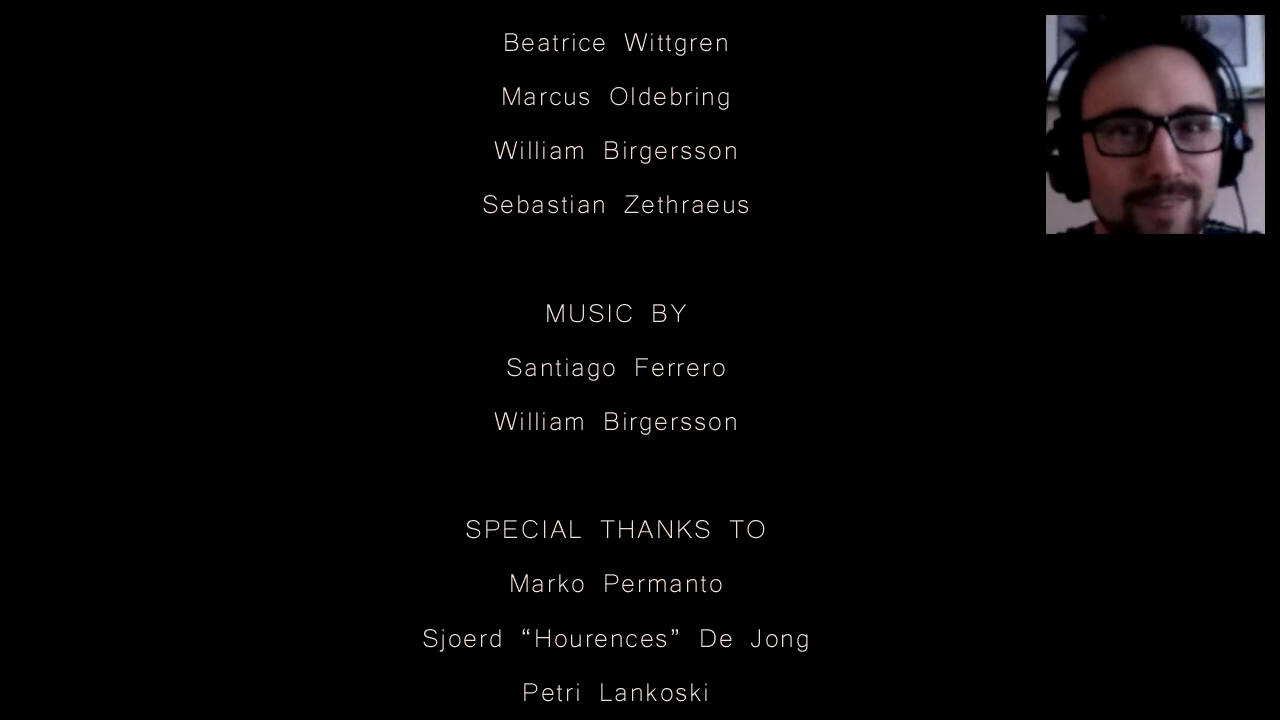 Beatrice Wittgren
Marcus Oldebring
William Birgersson
Sebastian Zethraeus
MUSIC BY
Santiago Ferrero
William Birgersson
SPECIAL THANKS TO
Marko Permanto
Sjoerd “Hourences” De Jong
Petri Lankoski